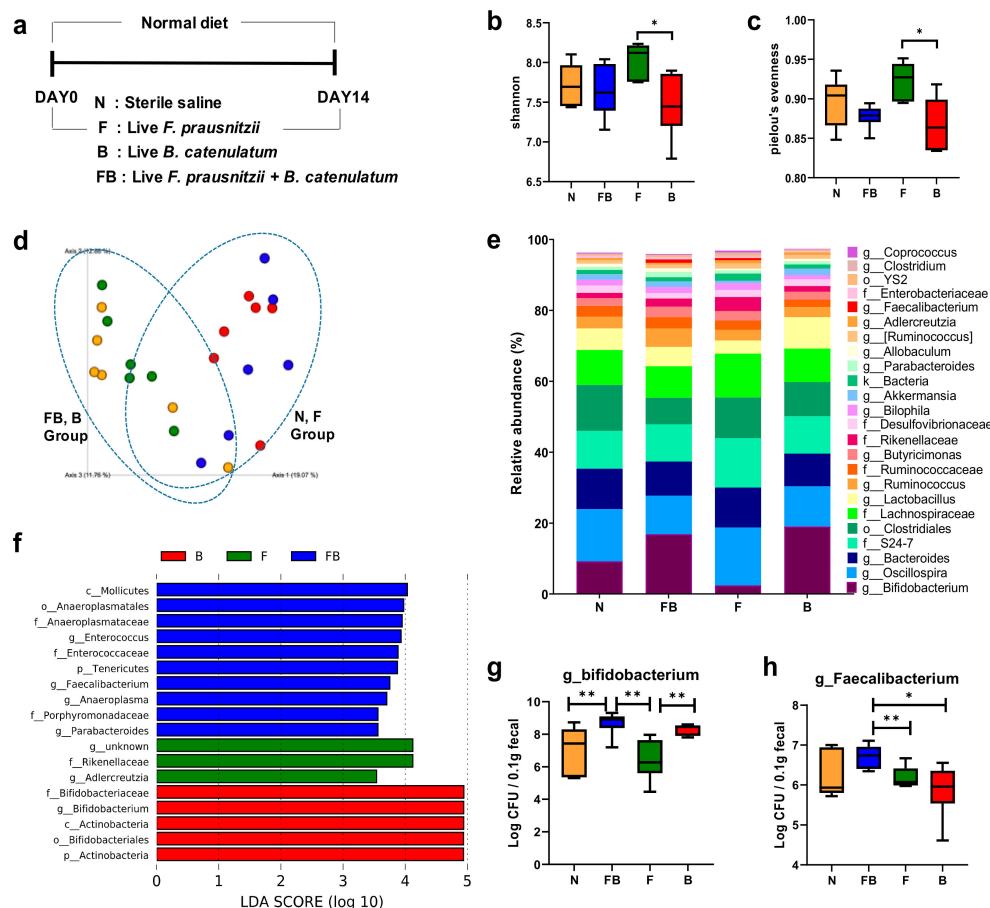 a
Normal diet
DAY0
DAY14
N : Sterile saline
F : Live F. prausnitzii
B : Live B. catenulatum
FB : Live F. prausnitzii + B. catenulatum
b
shannon
8.5
8.0
7.5
7.0
6.5
*
N FB F B
c
pielou's evenness
1.00
0.95
0.90
0.85
0.80
*
N FB F B
d
Axis 2 (12.88 %)
FB, B
Group
N, F
Group
Axis 3 (11.76 %)
Axis 1 (19.07 %)
e
Relative abundance (%)
100
80
60
40
20
0
N FB F B
g__Coprococcus
g__Clostridium
o__YS2
f__Enterobacteriaceae
g__Faecalibacterium
g__Adlercreutzia
g__[Ruminococcus]
g__Allobaculum
g__Parabacteroides
k__Bacteria
g__Akkermansia
g__Bilophila
f__Desulfovibrionaceae
f__Rikenellaceae
g__Butyricimonas
f__Ruminococcaceae
g__Ruminococcus
g__Lactobacillus
f__Lachnospiraceae
o__Clostridiales
f__S24-7
g__Bacteroides
g__Oscillospira
g__Bifidobacterium
f
B F FB
c__Mollicutes
o__Anaeroplasmatales
f__Anaeroplasmataceae
g__Enterococcus
f__Enterococcaceae
p__Tenericutes
g__Faecalibacterium
g__Anaeroplasma
f__Porphyromonadaceae
g__Parabacteroides
g__unknown
f__Rikenellaceae
g__Adlercreutzia
f__Bifidobacteriaceae
g__Bifidobacterium
c__Actinobacteria
o__Bifidobacteriales
p__Actinobacteria
0 1 2 3 4 5
LDA SCORE (log 10)
g
g_bifidobacterium
Log CFU / 0.1g fecal
10
8
6
4
2
0
** ** **
N FB F B
h
g_Faecalibacterium
Log CFU / 0.1g fecal
8
7
6
5
4
*
**
N FB F B